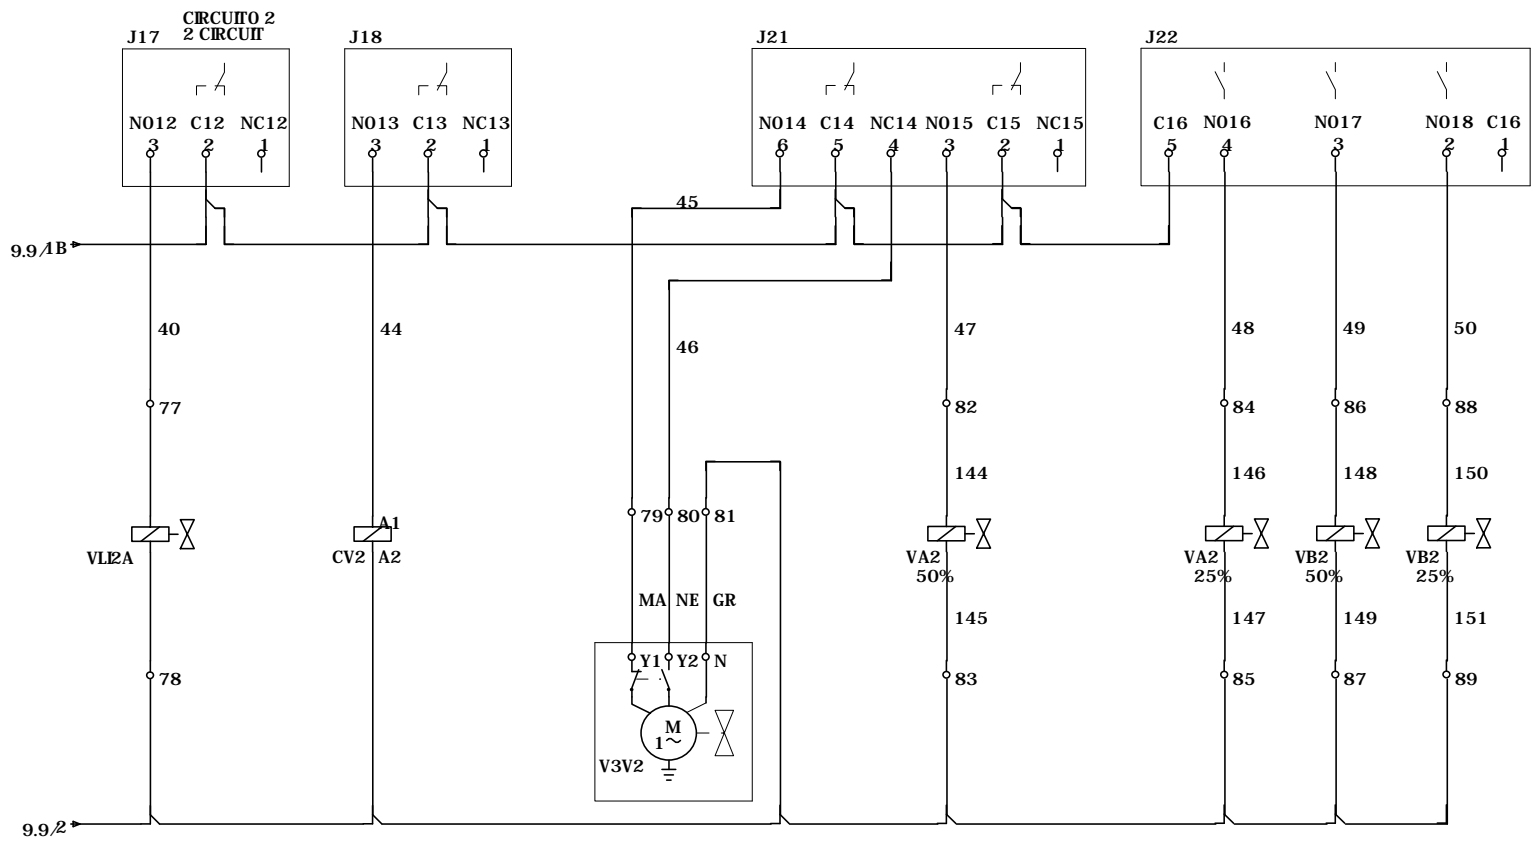 CIRCUITO 2
2 CIRCUIT
J17
J18
J21
J22
NO12 C12 NC12
3 2 1
NO13 C13 NC13
3 2 1
NO14 C14 NC14 NO15 C15 NC15
6 5 4 3 2 1
C16 NO16 NO17 NO18 C16
5 4 3 2 1
45
9.9/1B
40
44
46
47
48
49
50
77
82
84
86
88
144
146
148
150
79 80 81
VLI2A
A1
CV2 A2
VA2
50%
VA2
25%
VB2
50%
VB2
25%
MA NE GR
145
147
149
151
Y1 Y2 N
78
83
85
87
89
M
1~
V3V2
9.9/2